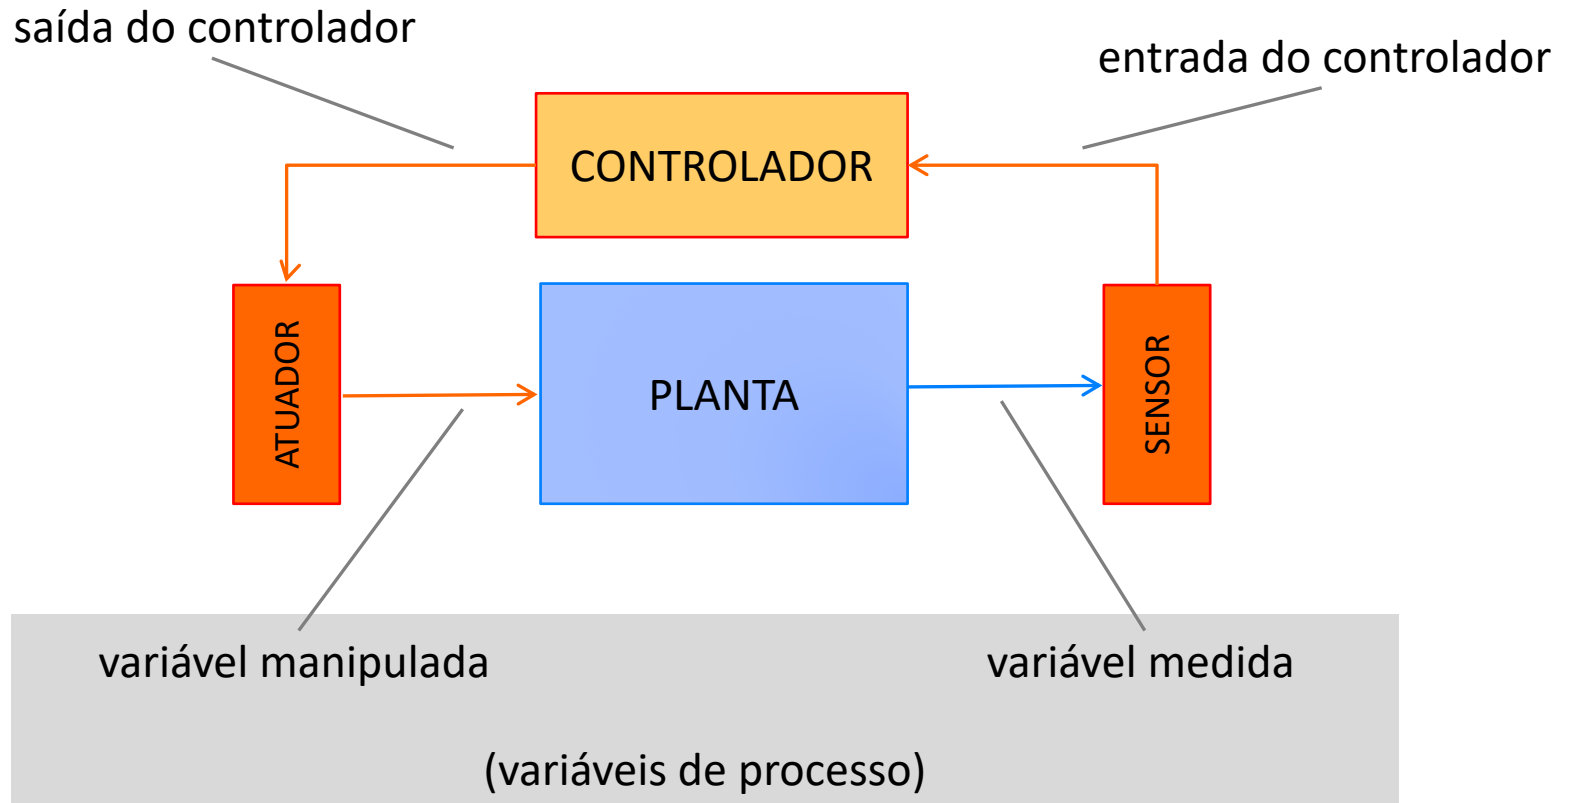 saída do controlador
entrada do controlador
CONTROLADOR
ATUADOR
PLANTA
SENSOR
variável manipulada
variável medida
(variáveis de processo)